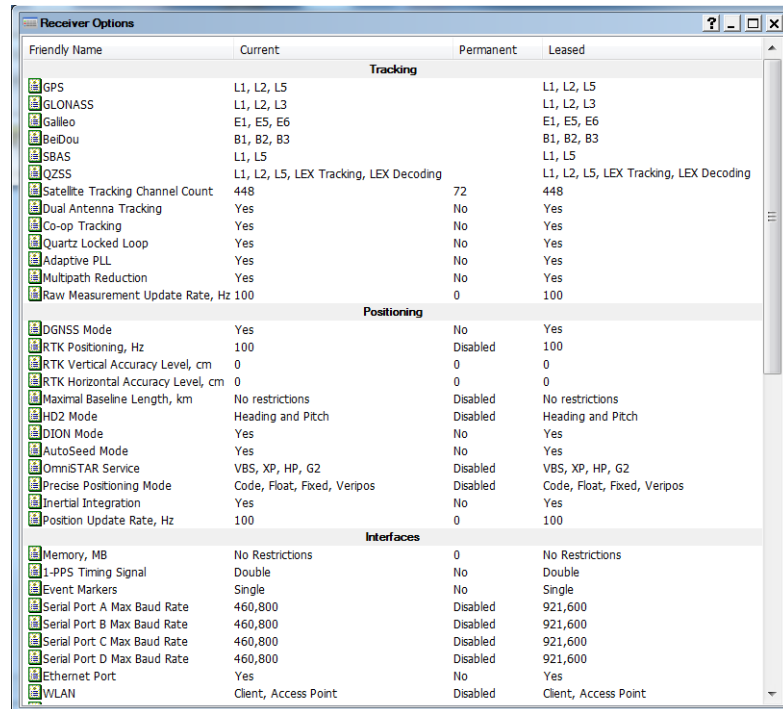 Receiver Options
Friendly Name Current Permanent Leased
Tracking
GPS L1, L2, L5 L1, L2, L5
GLONASS L1, L2, L3 L1, L2, L3
Galileo E1, E5, E6 E1, E5, E6
BeiDou B1, B2, B3 B1, B2, B3
SBAS L1, L5 L1, L5
QZSS L1, L2, L5, LEX Tracking, LEX Decoding L1, L2, L5, LEX Tracking, LEX Decoding
Satellite Tracking Channel Count 448 72 448
Dual Antenna Tracking Yes No Yes
Co-op Tracking Yes No Yes
Quartz Locked Loop Yes No Yes
Adaptive PLL Yes No Yes
Multipath Reduction Yes No Yes
Raw Measurement Update Rate, Hz 100 0 100
Positioning
DGNSS Mode Yes No Yes
RTK Positioning, Hz 100 Disabled 100
RTK Vertical Accuracy Level, cm 0 0 0
RTK Horizontal Accuracy Level, cm 0 0 0
Maximal Baseline Length, km No restrictions Disabled No restrictions
HD2 Mode Heading and Pitch Disabled Heading and Pitch
DION Mode Yes No Yes
AutoSeed Mode Yes No Yes
OmniSTAR Service VBS, XP, HP, G2 Disabled VBS, XP, HP, G2
Precise Positioning Mode Code, Float, Fixed, Veripos Disabled Code, Float, Fixed, Veripos
Inertial Integration Yes No Yes
Position Update Rate, Hz 100 0 100
Interfaces
Memory, MB No Restrictions 0 No Restrictions
1-PPS Timing Signal Double No Double
Event Markers Single No Single
Serial Port A Max Baud Rate 460,800 Disabled 921,600
Serial Port B Max Baud Rate 460,800 Disabled 921,600
Serial Port C Max Baud Rate 460,800 Disabled 921,600
Serial Port D Max Baud Rate 460,800 Disabled 921,600
Ethernet Port Yes No Yes
WLAN Client, Access Point Disabled Client, Access Point